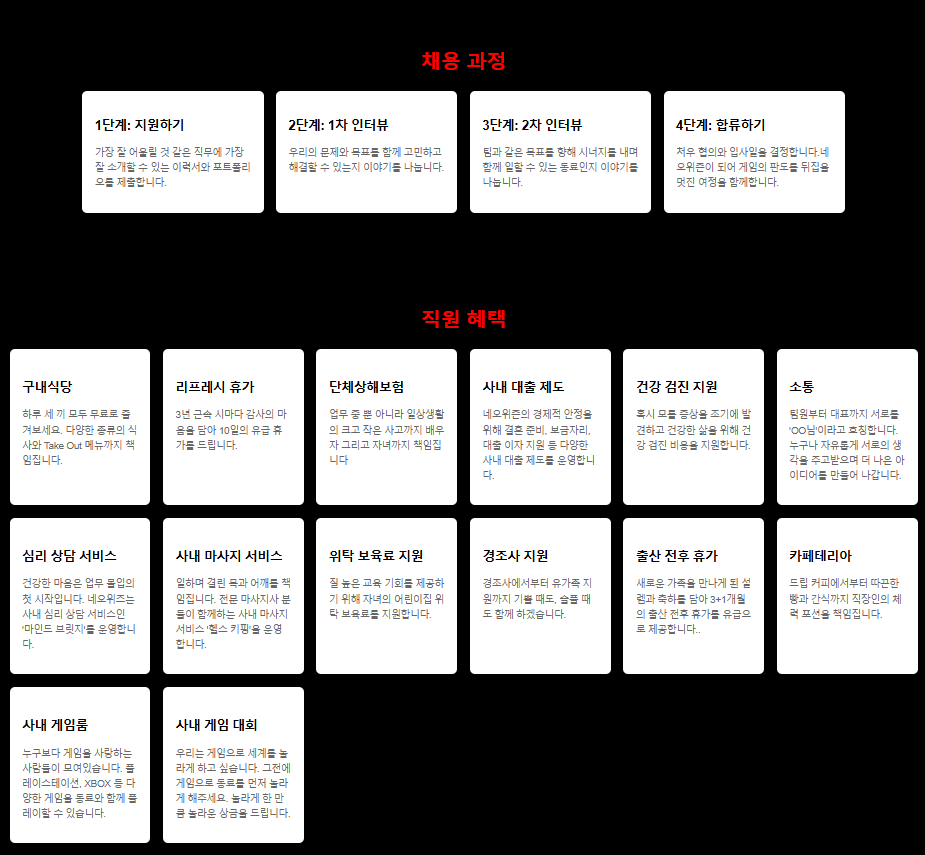 채용 과정
1단계: 지원하기
가장 잘 어울릴 것 같은 직무에 가장
잘 소개할 수 있는 이력서와 포트폴리
오를 제출합니다.
2단계: 1차 인터뷰
우리의 문제와 목표를 함께 고민하고
해결할 수 있는지 이야기를 나눕니다.
3단계: 2차 인터뷰
팀과 같은 목표를 향해 시너지를 내며
함께 일할 수 있는 동료인지 이야기를
나눕니다.
4단계: 합류하기
처우 협의와 입사일을 결정합니다.네
오위즌이 되어 게임의 판도를 뒤집을
멋진 여정을 함께합니다.
직원 혜택
구내식당
하루 세 끼 모두 무료로 즐
겨보세요. 다양한 종류의 식
사와 Take Out 메뉴까지 책
임집니다.
리프레시 휴가
3년 근속 시마다 감사의 마
음을 담아 10일의 유급 휴
가를 드립니다.
단체상해보험
업무 중 뿐 아니라 일상생활
의 크고 작은 사고까지 배우
자 그리고 자녀까지 책임집
니다
사내 대출 제도
네오위즌의 경제적 안정을
위해 결혼 준비, 보금자리,
대출 이자 지원 등 다양한
사내 대출 제도를 운영합니
다.
건강 검진 지원
혹시 모를 증상을 조기에 발
견하고 건강한 삶을 위해 건
강 검진 비용을 지원합니다.
소통
팀원부터 대표까지 서로를
'OO님'이라고 호칭합니다.
누구나 자유롭게 서로의 생
각을 주고받으며 더 나은 아
이디어를 만들어 나갑니다.
심리 상담 서비스
건강한 마음은 업무 몰입의
첫 시작입니다. 네오위즈는
사내 심리 상담 서비스인
'마인드 브릿지'를 운영합니
다.
사내 마사지 서비스
일하며 결린 목과 어깨를 책
임집니다. 전문 마사지사 분
들이 함께하는 사내 마사지
서비스 '헬스 키핑'을 운영
합니다.
위탁 보육료 지원
질 높은 교육 기회를 제공하
기 위해 자녀의 어린이집 위
탁 보육료를 지원합니다.
경조사 지원
경조사에서부터 유가족 지
원까지 기쁠 때도, 슬플 때
도 함께 하겠습니다.
출산 전후 휴가
새로운 가족을 만나게 된 설
렘과 축하를 담아 3+1개월
의 출산 전후 휴가를 유급으
로 제공합니다..
카페테리아
드립 커피에서부터 따끈한
빵과 간식까지 직장인의 체
력 포션을 책임집니다.
사내 게임룸
누구보다 게임을 사랑하는
사람들이 모여있습니다. 플
레이스테이션, XBOX 등 다
양한 게임을 동료와 함께 플
레이할 수 있습니다.
사내 게임 대회
우리는 게임으로 세계를 놀
라게 하고 싶습니다. 그전에
게임으로 동료를 먼저 놀라
게 해주세요. 놀라게 한 만
큼 놀라운 상금을 드립니다.